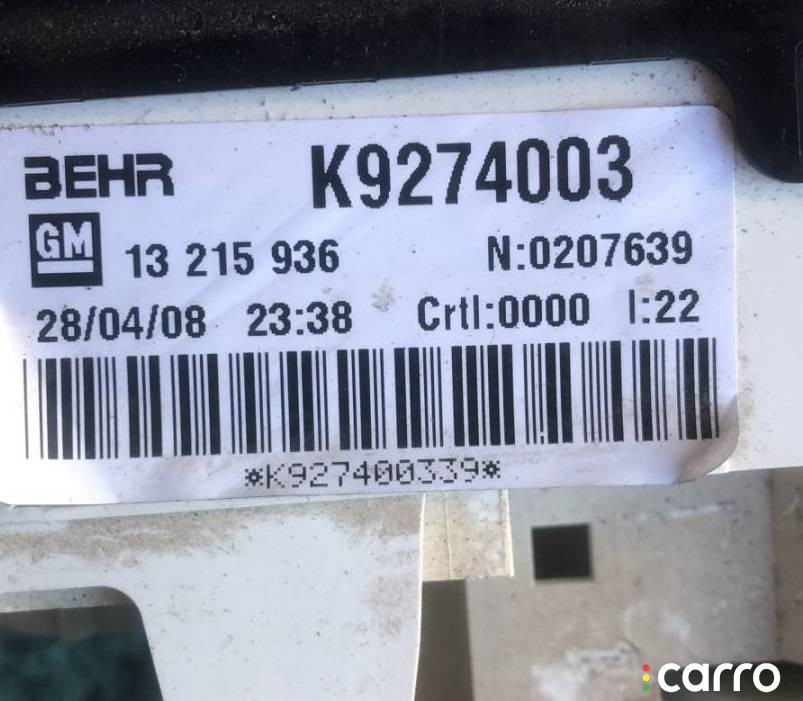 BEHR K9274003
GM 13 215 936 N:0207639
28/04/08 23:38 Crtl:0000 I:22
*K927400339*
carro